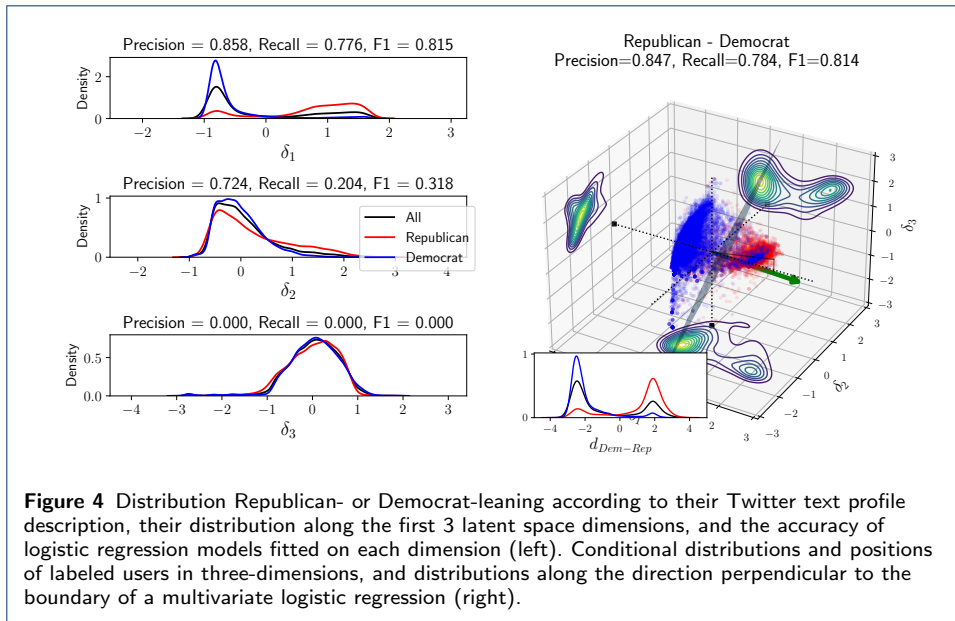 Precision = 0.858, Recall = 0.776, F1 = 0.815
Density
2
0
−2
−1
0
1
2
3
δ1
Precision = 0.724, Recall = 0.204, F1 = 0.318
Density
1
0
−2
−1
0
1
2
3
4
δ2
All
Republican
Democrat
Precision = 0.000, Recall = 0.000, F1 = 0.000
Density
0.5
0.0
−4
−3
−2
−1
0
1
2
3
δ3
Republican - Democrat
Precision=0.847, Recall=0.784, F1=0.814
3
2
1
0
−1
−2
−3
δ3
3
2
1
0
−1
−2
−3
δ2
2
3
1
0
−4
−2
0
2
4
dDem−Rep
Figure 4 Distribution Republican- or Democrat-leaning according to their Twitter text profile
description, their distribution along the first 3 latent space dimensions, and the accuracy of
logistic regression models fitted on each dimension (left). Conditional distributions and positions
of labeled users in three-dimensions, and distributions along the direction perpendicular to the
boundary of a multivariate logistic regression (right).